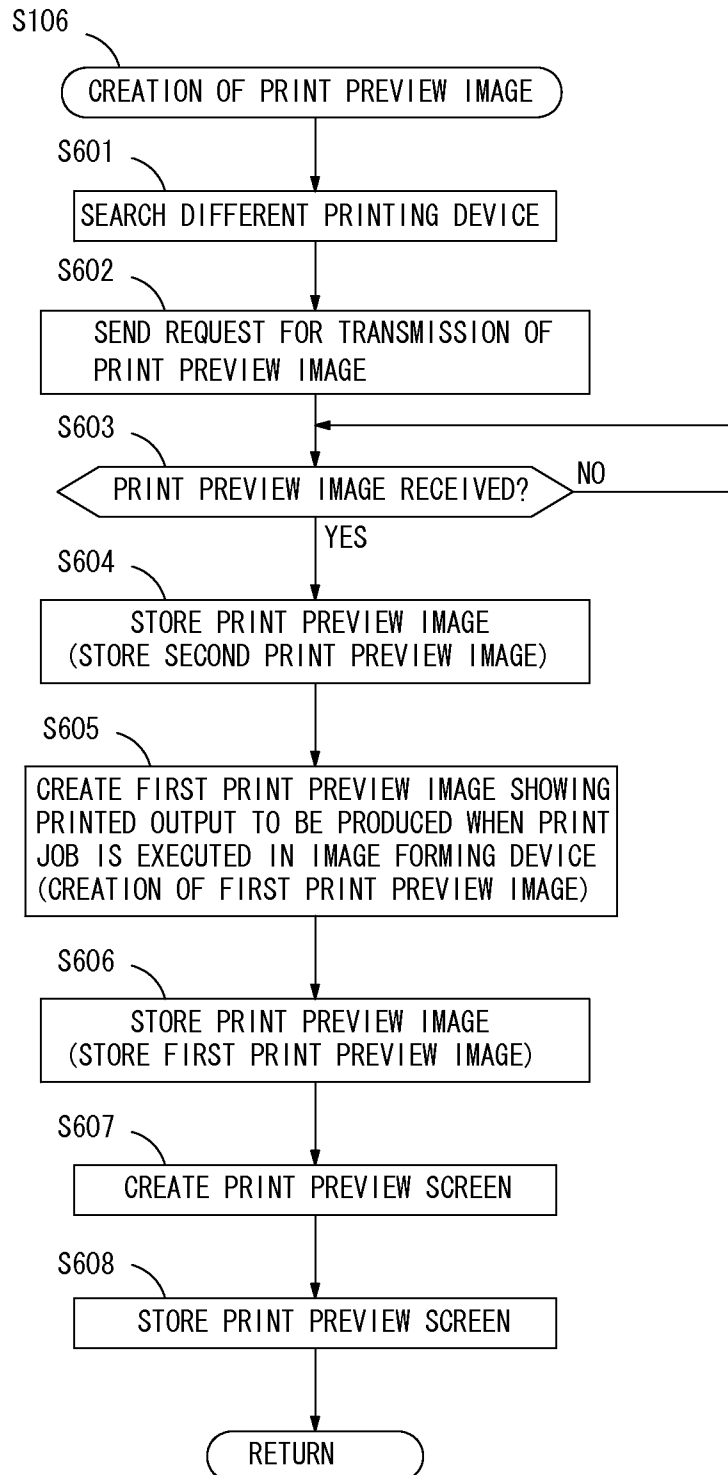 S106
CREATION OF PRINT PREVIEW IMAGE
S601
SEARCH DIFFERENT PRINTING DEVICE
S602
SEND REQUEST FOR TRANSMISSION OF
PRINT PREVIEW IMAGE
S603
PRINT PREVIEW IMAGE RECEIVED?
NO
YES
S604
STORE PRINT PREVIEW IMAGE
(STORE SECOND PRINT PREVIEW IMAGE)
S605
CREATE FIRST PRINT PREVIEW IMAGE SHOWING
PRINTED OUTPUT TO BE PRODUCED WHEN PRINT
JOB IS EXECUTED IN IMAGE FORMING DEVICE
(CREATION OF FIRST PRINT PREVIEW IMAGE)
S606
STORE PRINT PREVIEW IMAGE
(STORE FIRST PRINT PREVIEW IMAGE)
S607
CREATE PRINT PREVIEW SCREEN
S608
STORE PRINT PREVIEW SCREEN
RETURN